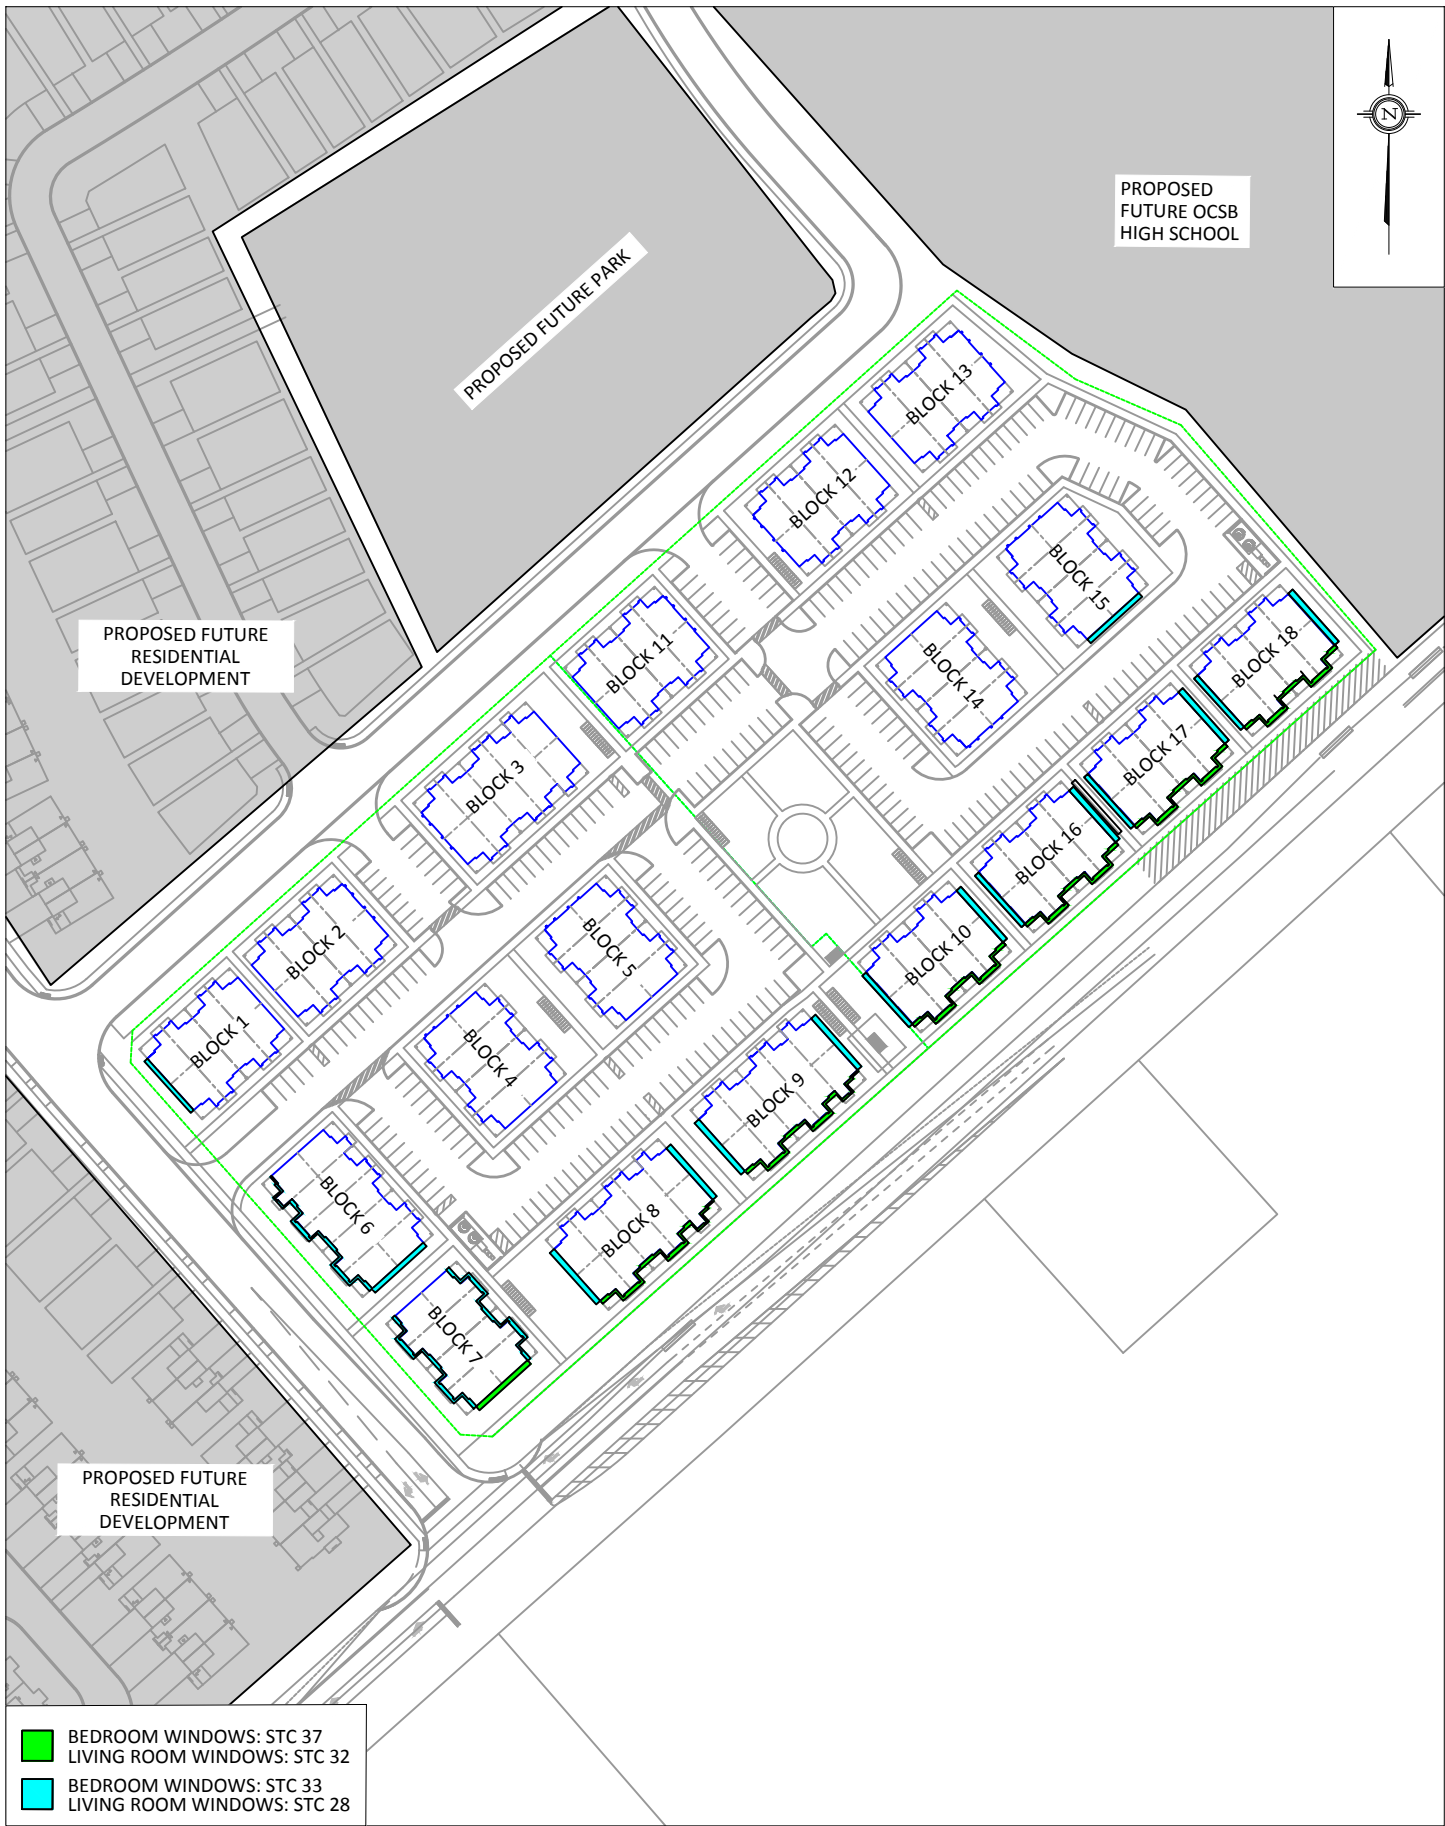 N
PROPOSED
FUTURE OCSB
HIGH SCHOOL
PROPOSED FUTURE PARK
BLOCK 13
BLOCK 12
BLOCK 15
BLOCK 11
PROPOSED FUTURE
RESIDENTIAL
DEVELOPMENT
BLOCK 14
BLOCK 18
BLOCK 3
BLOCK 17
BLOCK 16
BLOCK 2
BLOCK 5
BLOCK 10
BLOCK 1
BLOCK 4
BLOCK 9
BLOCK 6
BLOCK 8
BLOCK 7
PROPOSED FUTURE
RESIDENTIAL
DEVELOPMENT
BEDROOM WINDOWS: STC 37
LIVING ROOM WINDOWS: STC 32
BEDROOM WINDOWS: STC 33
LIVING ROOM WINDOWS: STC 28